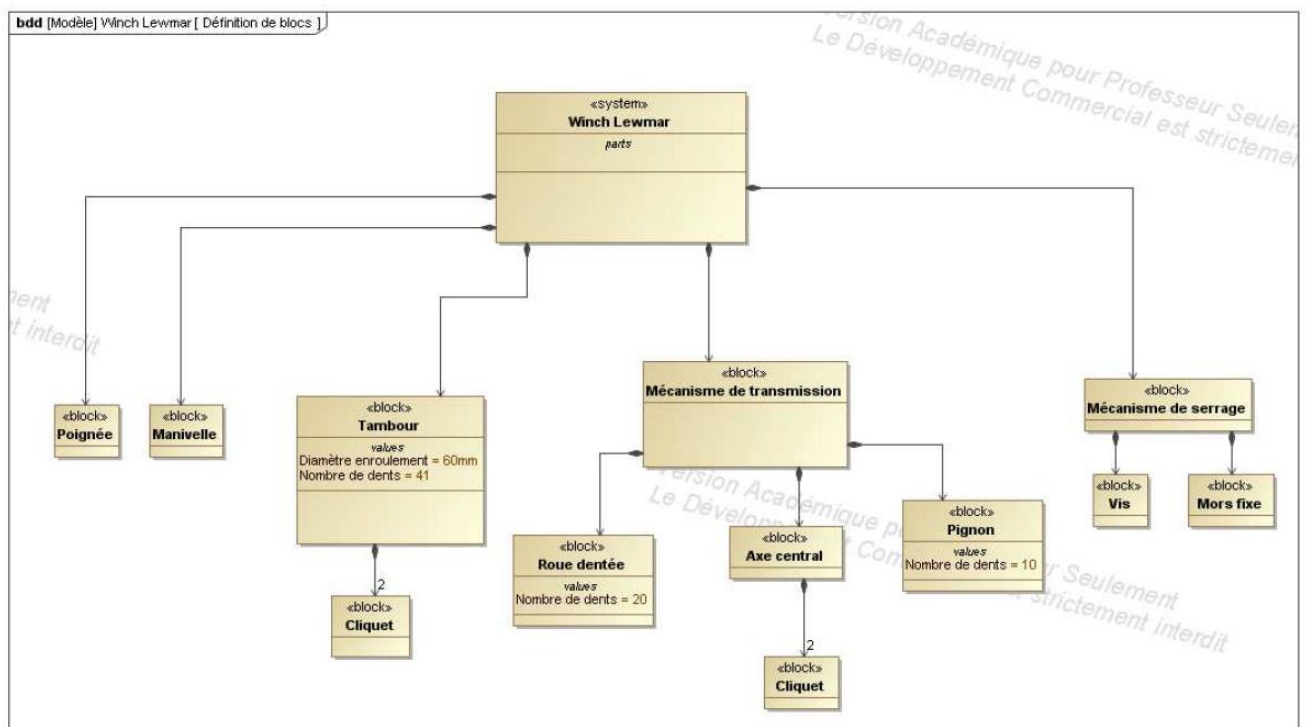 bdd [Modèle] Winch Lewmar [ Définition de blocs ]
Version Académique pour Professeur Seulement
Le Développement Commercial est strictement
«system»
Winch Lewmar
parts
ment
nt interdit
«block»
Poignée
«block»
Manivelle
«block»
Tambour
values
Diamètre enroulement = 60mm
Nombre de dents = 41
2
«block»
Cliquet
«block»
Mécanisme de transmission
«block»
Roue dentée
values
Nombre de dents = 20
«block»
Axe central
2
«block»
Cliquet
«block»
Pignon
values
Nombre de dents = 10
«block»
Mécanisme de serrage
«block»
Vis
«block»
Mors fixe
Version Académique pour Seulement
Le Développement Com est strictement interdit